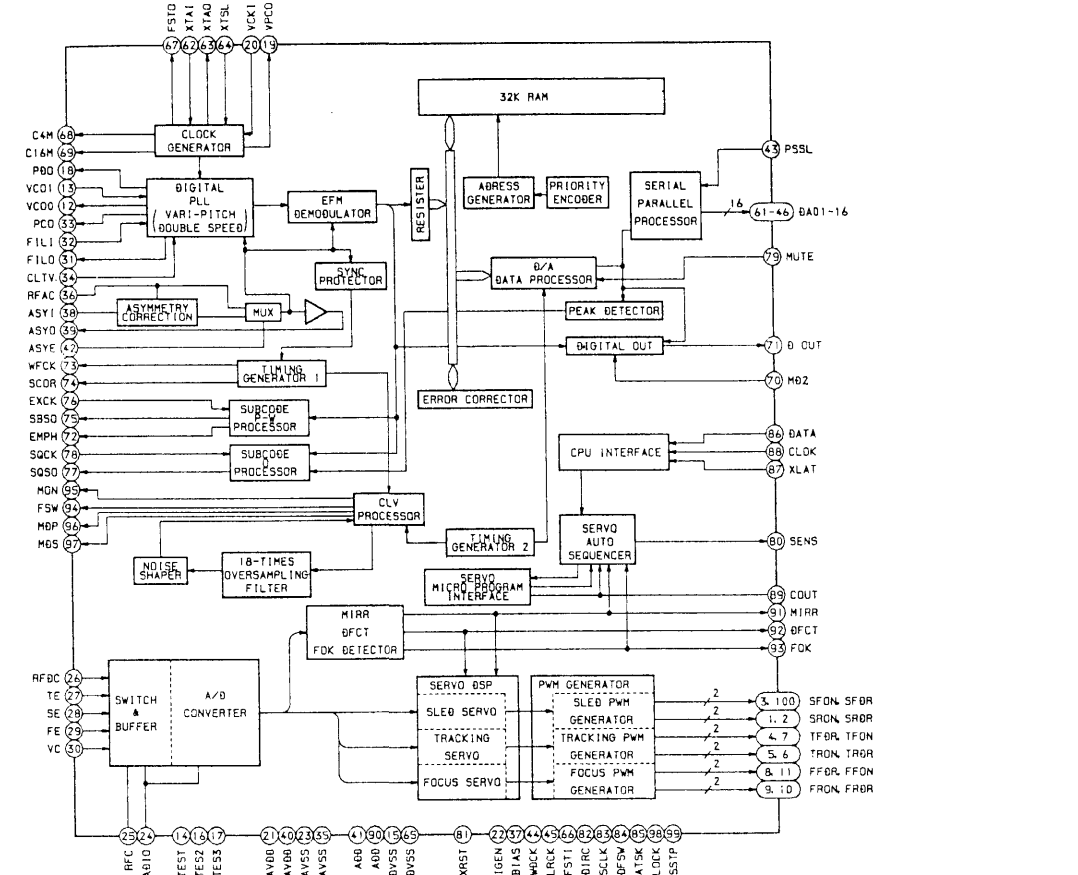 FSTO XTAI XTAO XTSL VCKI VPCO
67 62 63 64 20 19
32K RAM
C4M 68
C16M 69
CLOCK GENERATOR
PDO 18
VCOI 13
VCOO 12
PCO 33
FILI 32
FILO 31
CLTV 34
RFAC 36
ASYI 38
ASYO 39
ASYE 42
WFCK 73
SCOR 74
EXCK 76
SBSO 75
EMPH 72
SQCK 78
SQSO 77
MON 95
FSW 94
MDP 96
MDS 97
DIGITAL
PLL
VARI-PITCH
DOUBLE SPEED
EFM
DEMODULATOR
RESISTER
ADRESS
GENERATOR
PRIORITY
ENCODER
SERIAL
PARALLEL
PROCESSOR
43 PSSL
16
61-46 DAO1-16
79 MUTE
SYNC
PROTECTOR
D/A
DATA PROCESSOR
ASYMMETRY
CORRECTION
MUX
PEAK DETECTOR
DIGITAL OUT
71 D OUT
TIMING
GENERATOR 1
70 MD2
ERROR CORRECTOR
SUBCODE
P-W
PROCESSOR
SUBCODE
Q
PROCESSOR
CPU INTERFACE
86 DATA
88 CLOK
87 XLAT
CLV
PROCESSOR
TIMING
GENERATOR 2
SERVO
AUTO
SEQUENCER
80 SENS
NOISE
SHAPER
18-TIMES
OVERSAMPLING
FILTER
SERVO
MICRO PROGRAM
INTERFACE
89 COUT
91 MIRR
92 DFCT
93 FOK
MIRR
DFCT
FOK DETECTOR
RFDC 26
TE 27
SE 28
FE 29
VC 30
SWITCH
&
BUFFER
A/D
CONVERTER
SERVO DSP
SLED SERVO
TRACKING
SERVO
FOCUS SERVO
PWM GENERATOR
SLED PWM
GENERATOR
TRACKING PWM
GENERATOR
FOCUS PWM
GENERATOR
2 3. 100 SFON. SFDR
2 1. 2 SRON. SRDR
2 4. 7 TFDR. TFON
2 5. 6 TRON. TRDR
2 8. 11 FFDR. FFON
2 9. 10 FRON. FRDR
25 24 14 16 17 21 40 23 35 41 90 15 65 81 22 37 44 45 66 82 83 84 85 98 99
RFC ADIO TEST TES2 TES3 AVDD AVDD AVSS AVSS ADD ADD DVSS DVSS XRST IGEN BIAS WDCK LRCK FSTI DIRC SCLK DFSW ATSK LOCK SSTP